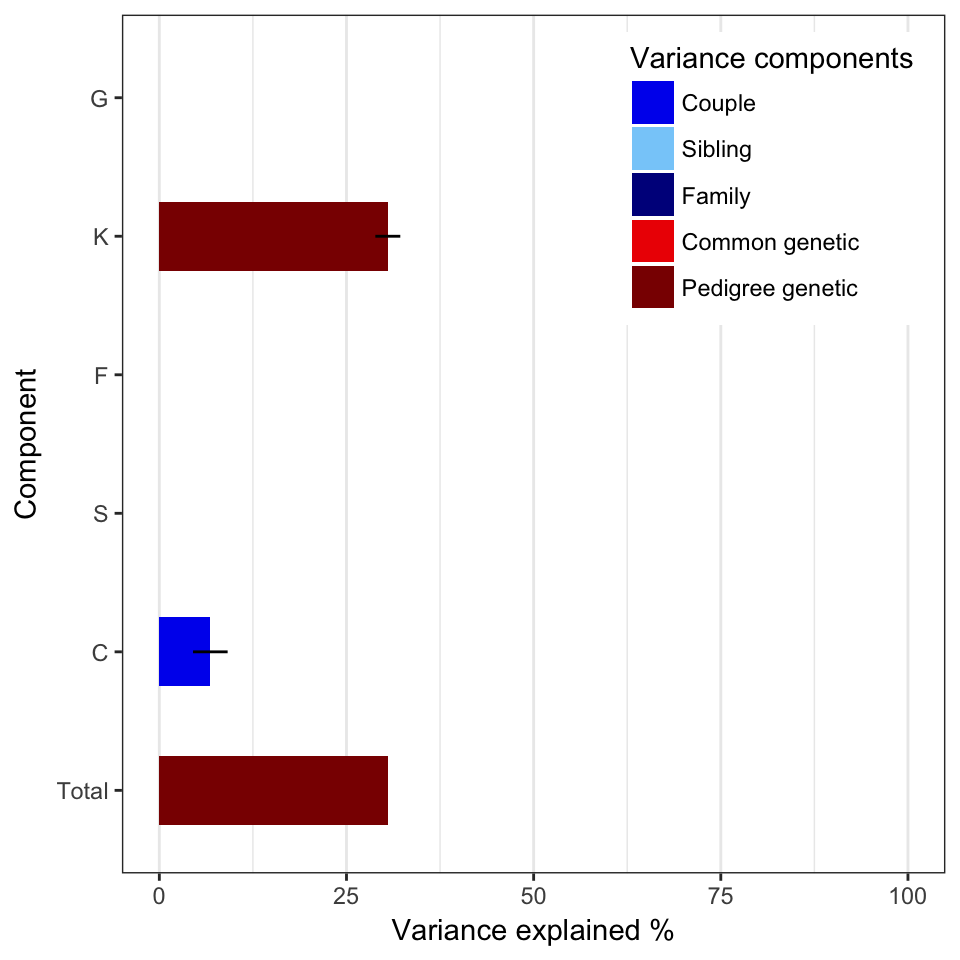 Variance components
Couple
Sibling
Family
Common genetic
Pedigree genetic
G
K
F
S
C
Total
Component
0 25 50 75 100
Variance explained %